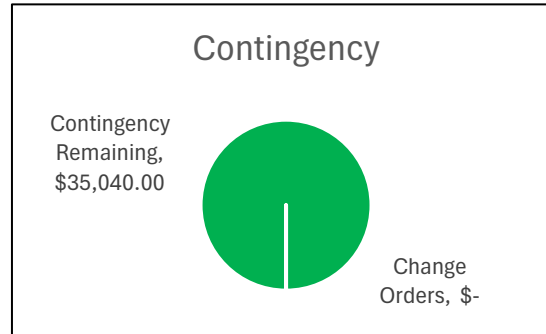 Contingency
Contingency
Remaining,
$35,040.00
Change
Orders, $-